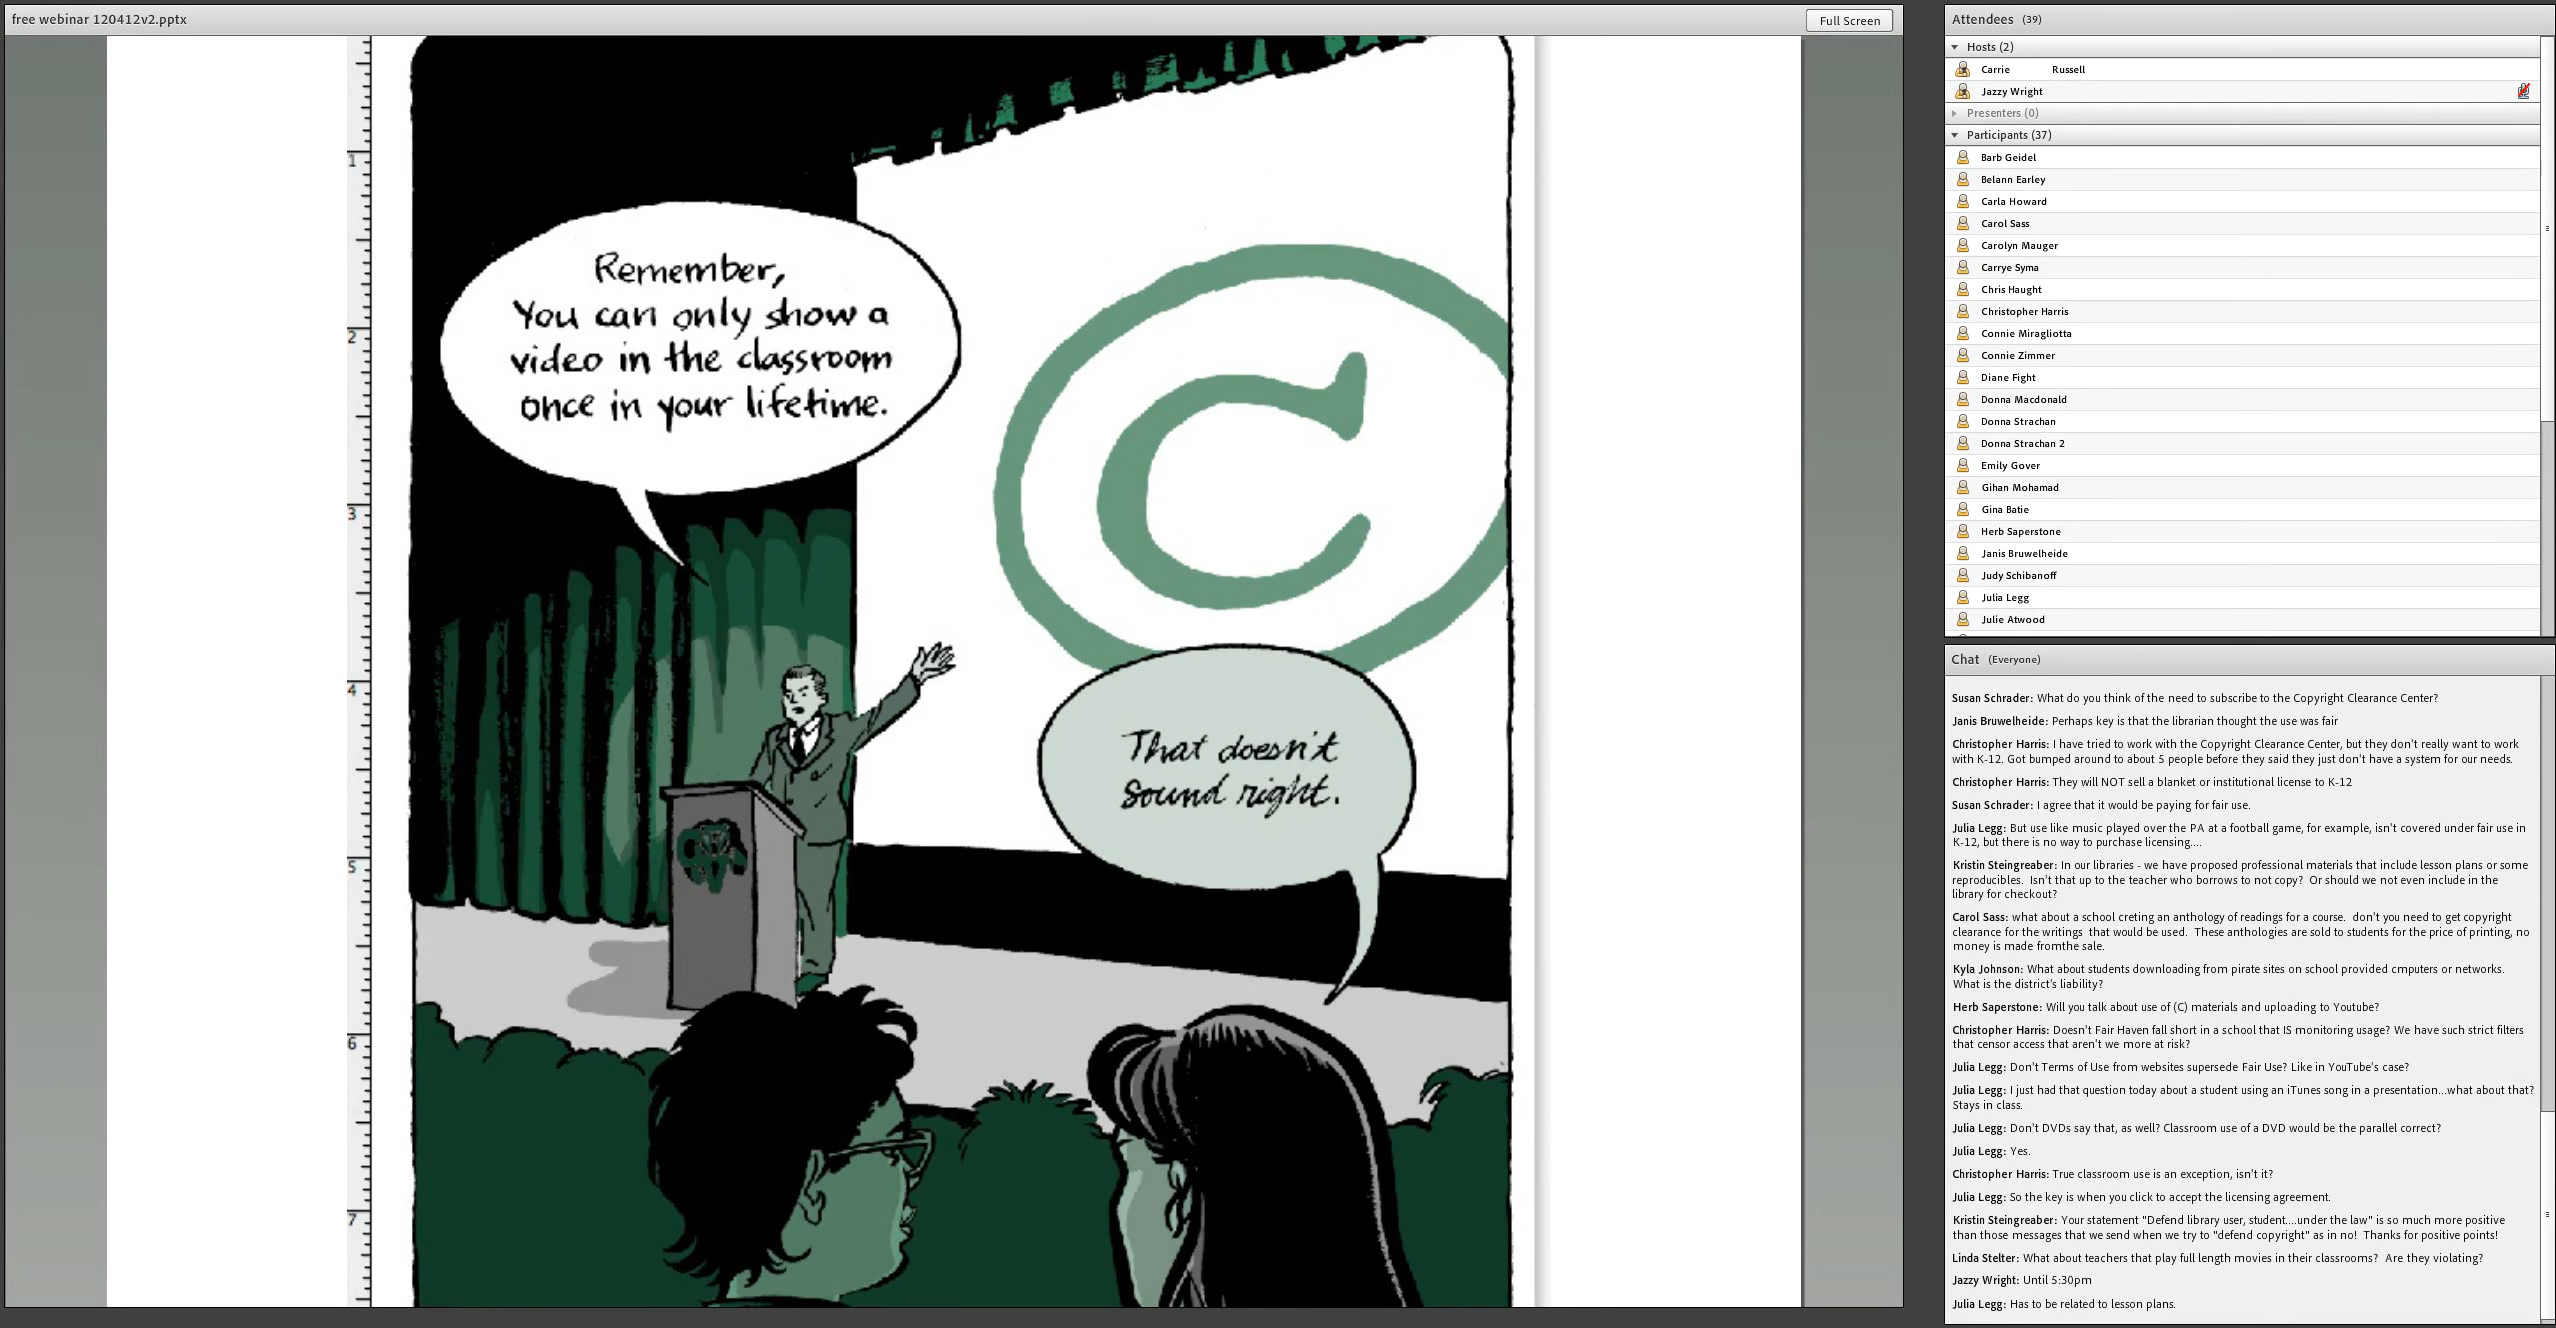 free webinar 120412v2.pptx
Full Screen
1
2
3
4
5
6
7
Remember,
You can only show a
video in the classroom
once in your lifetime.
C
That doesn't
sound right.
Attendees (39)
Hosts (2)
Carrie Russell
Jazzy Wright
Presenters (0)
Participants (37)
Barb Geidel
Belann Earley
Carla Howard
Carol Sass
Carolyn Mauger
Carrye Syma
Chris Haught
Christopher Harris
Connie Miragliotta
Connie Zimmer
Diane Fight
Donna Macdonald
Donna Strachan
Donna Strachan 2
Emily Gover
Gihan Mohamad
Gina Batie
Herb Saperstone
Janis Bruwelheide
Judy Schibanoff
Julia Legg
Julie Atwood
Chat (Everyone)
Susan Schrader: What do you think of the need to subscribe to the Copyright Clearance Center?
Janis Bruwelheide: Perhaps key is that the librarian thought the use was fair
Christopher Harris: I have tried to work with the Copyright Clearance Center, but they don't really want to work
with K-12. Got bumped around to about 5 people before they said they just don't have a system for our needs.
Christopher Harris: They will NOT sell a blanket or institutional license to K-12
Susan Schrader: I agree that it would be paying for fair use.
Julia Legg: But use like music played over the PA at a football game, for example, isn't covered under fair use in
K-12, but there is no way to purchase licensing....
Kristin Steingreaber: In our libraries - we have proposed professional materials that include lesson plans or some
reproducibles. Isn't that up to the teacher who borrows to not copy? Or should we not even include in the
library for checkout?
Carol Sass: what about a school creting an anthology of readings for a course. don't you need to get copyright
clearance for the writings that would be used. These anthologies are sold to students for the price of printing, no
money is made fromthe sale.
Kyla Johnson: What about students downloading from pirate sites on school provided cmputers or networks.
What is the district's liability?
Herb Saperstone: Will you talk about use of (C) materials and uploading to Youtube?
Christopher Harris: Doesn't Fair Haven fall short in a school that IS monitoring usage? We have such strict filters
that censor access that aren't we more at risk?
Julia Legg: Don't Terms of Use from websites supersede Fair Use? Like in YouTube's case?
Julia Legg: I just had that question today about a student using an iTunes song in a presentation...what about that?
Stays in class.
Julia Legg: Don't DVDs say that, as well? Classroom use of a DVD would be the parallel correct?
Julia Legg: Yes.
Christopher Harris: True classroom use is an exception, isn't it?
Julia Legg: So the key is when you click to accept the licensing agreement.
Kristin Steingreaber: Your statement "Defend library user, student....under the law" is so much more positive
than those messages that we send when we try to "defend copyright" as in no! Thanks for positive points!
Linda Stelter: What about teachers that play full length movies in their classrooms? Are they violating?
Jazzy Wright: Until 5:30pm
Julia Legg: Has to be related to lesson plans.